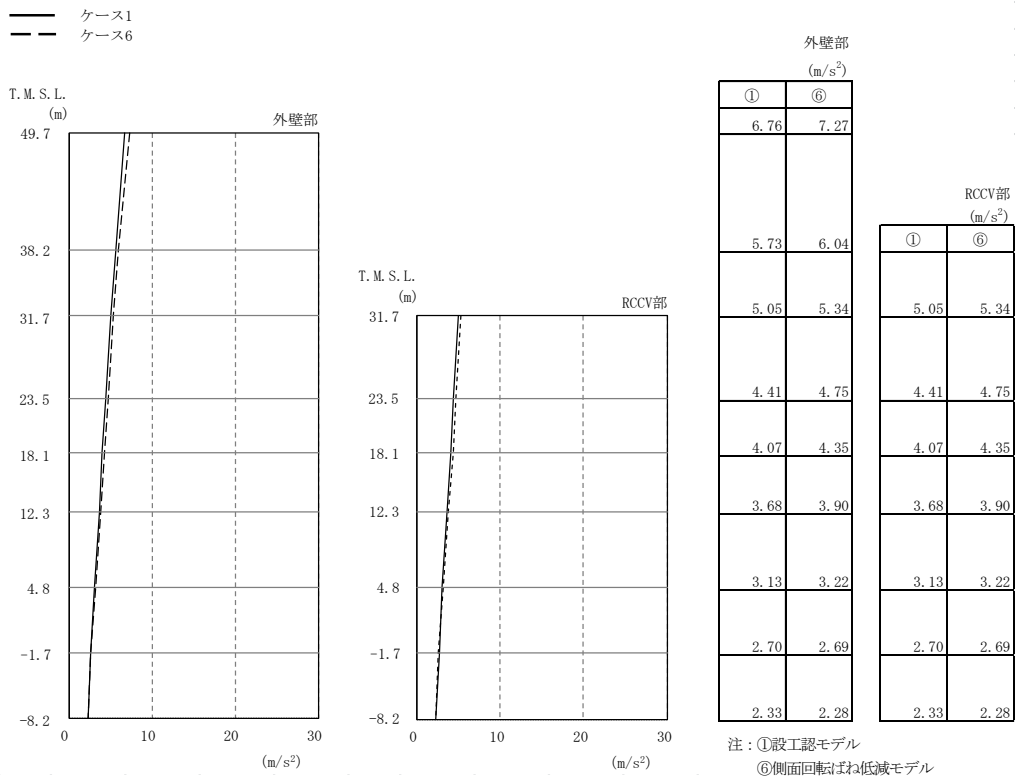 ケース1
ケース6
T.M.S.L.
(m)
外壁部
49.7
38.2
31.7
23.5
18.1
12.3
4.8
-1.7
-8.2
0 10 20 30
(m/s²)
T.M.S.L.
(m)
RCCV部
31.7
23.5
18.1
12.3
4.8
-1.7
-8.2
0 10 20 30
(m/s²)
外壁部
(m/s²)
① ⑥
6.76 7.27
5.73 6.04
5.05 5.34
4.41 4.75
4.07 4.35
3.68 3.90
3.13 3.22
2.70 2.69
2.33 2.28
RCCV部
(m/s²)
① ⑥
5.05 5.34
4.41 4.75
4.07 4.35
3.68 3.90
3.13 3.22
2.70 2.69
2.33 2.28
注：①設工認モデル
⑥側面回転ばね低減モデル